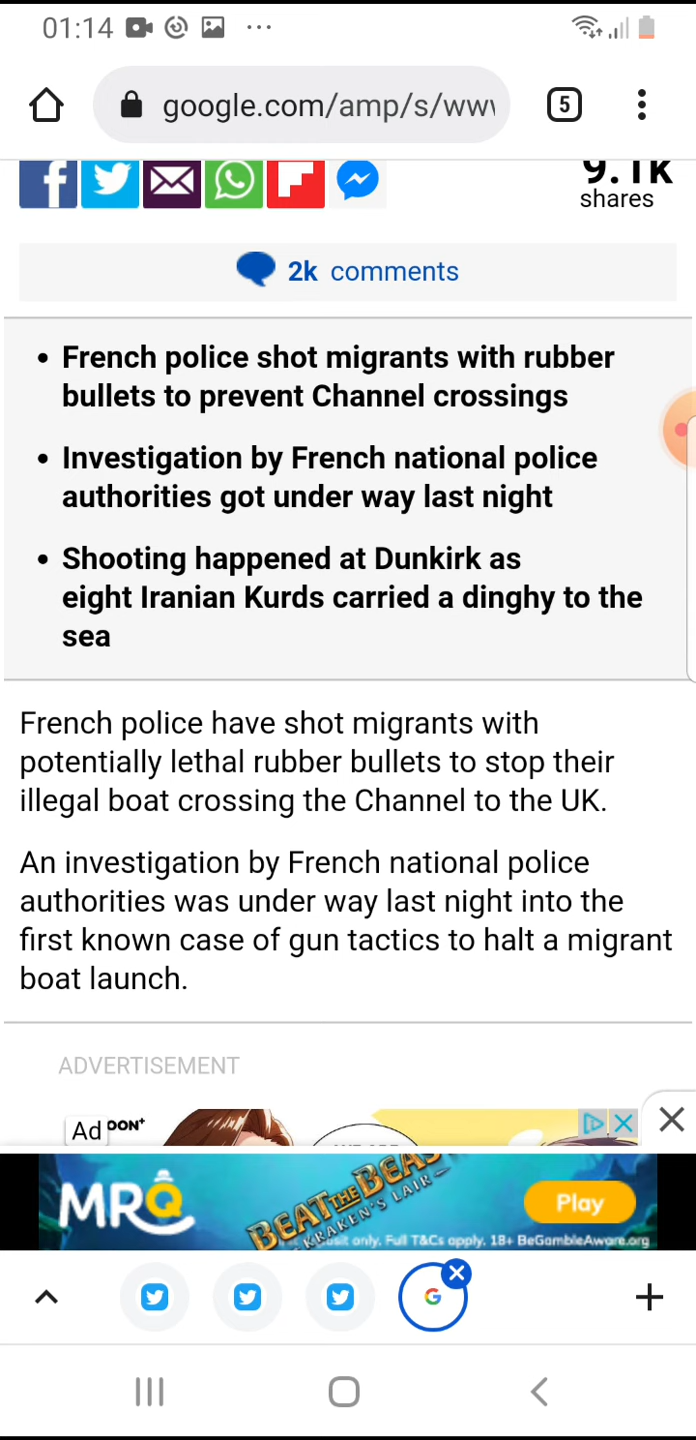 01:14
google.com/amp/s/www
5
9.1k
shares
2k comments
• French police shot migrants with rubber
bullets to prevent Channel crossings
• Investigation by French national police
authorities got under way last night
• Shooting happened at Dunkirk as
eight Iranian Kurds carried a dinghy to the
sea
French police have shot migrants with
potentially lethal rubber bullets to stop their
illegal boat crossing the Channel to the UK.
An investigation by French national police
authorities was under way last night into the
first known case of gun tactics to halt a migrant
boat launch.
ADVERTISEMENT
Ad
MRQ
BEAT THE BEAST
KRAKEN'S LAIR
Play
only. Full T&Cs apply. 18+ BeGambleAware.org